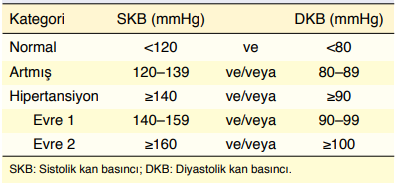 Kategori SKB (mmHg) DKB (mmHg)
Normal <120 ve <80
Artmış 120–139 ve/veya 80–89
Hipertansiyon ≥140 ve/veya ≥90
Evre 1 140–159 ve/veya 90–99
Evre 2 ≥160 ve/veya ≥100
SKB: Sistolik kan basıncı; DKB: Diyastolik kan basıncı.